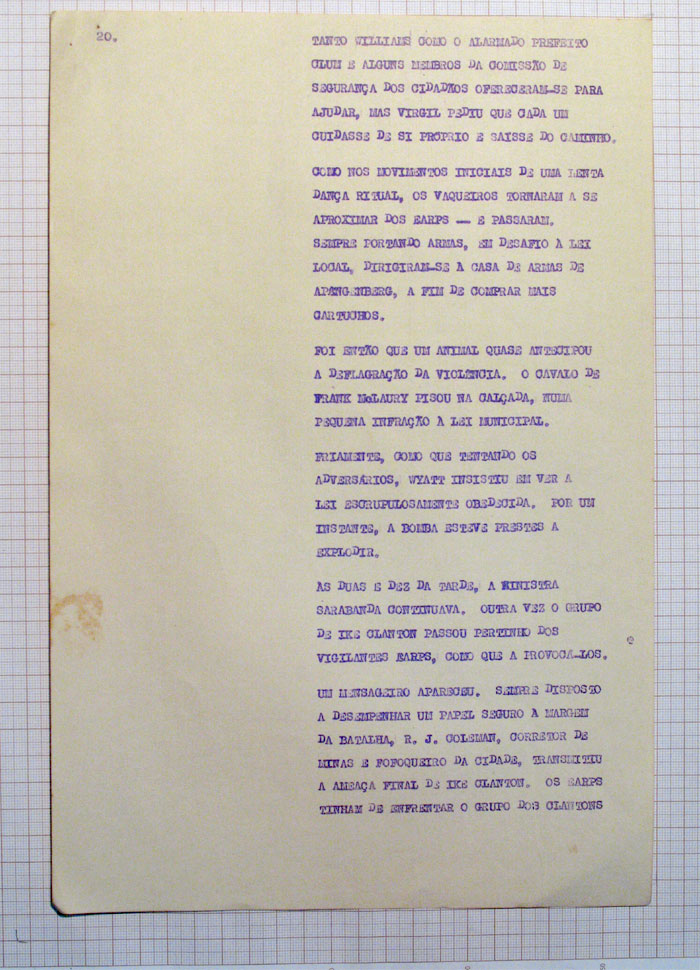 20.
TANTO WILLIAMS COMO O ALARMADO PREFEITO
CLUM E ALGUNS MEMBROS DA COMISSÃO DE
SEGURANÇA DOS CIDADÃOS OFERECERAM-SE PARA
AJUDAR, MAS VIRGIL PEDIU QUE CADA UM
CUIDASSE DE SI PRÓPRIO E SAISSE DO CAMINHO.
COMO NOS MOVIMENTOS INICIAIS DE UMA LENTA
DANÇA RITUAL, OS VAQUEIROS TORNARAM A SE
APROXIMAR DOS EARPS -- E PASSARAM.
SEMPRE PORTANDO ARMAS, EM DESAFIO À LEI
LOCAL, DIRIGIRAM-SE À CASA DE ARMAS DE
APANGENBERG, A FIM DE COMPRAR MAIS
CARTUCHOS.
FOI ENTÃO QUE UM ANIMAL QUASE ANTECIPOU
A DEFLAGRAÇÃO DA VIOLÊNCIA. O CAVALO DE
FRANK McLAURY PISOU NA CALÇADA, NUMA
PEQUENA INFRAÇÃO À LEI MUNICIPAL.
FRIAMENTE, COMO QUE TENTANDO OS
ADVERSÁRIOS, WYATT INSISTIU EM VER A
LEI ESCRUPULOSAMENTE OBEDECIDA. POR UM
INSTANTE, A BOMBA ESTEVE PRESTES A
EXPLODIR.
AS DUAS E DEZ DA TARDE, A SINISTRA
SARABANDA CONTINUAVA. OUTRA VEZ O GRUPO
DE IKE CLANTON PASSOU PERTINHO DOS
VIGILANTES EARPS, COMO QUE A PROVOCÁ-LOS.
UM MENSAGEIRO APARECEU. SEMPRE DISPOSTO
A DESEMPENHAR UM PAPEL SEGURO À MARGEM
DA BATALHA, R. J. COLEMAN, CORRETOR DE
MINAS E FOFOQUEIRO DA CIDADE, TRANSMITIU
A AMEAÇA FINAL DE IKE CLANTON. OS EARPS
TINHAM DE ENFRENTAR O GRUPO DOS CLANTONS